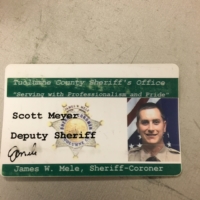 Tuolumne County Sheriff's Office
"Serving with Professionalism and Pride"
Scott Meyer
Deputy Sheriff
James W. Mele, Sheriff-Coroner